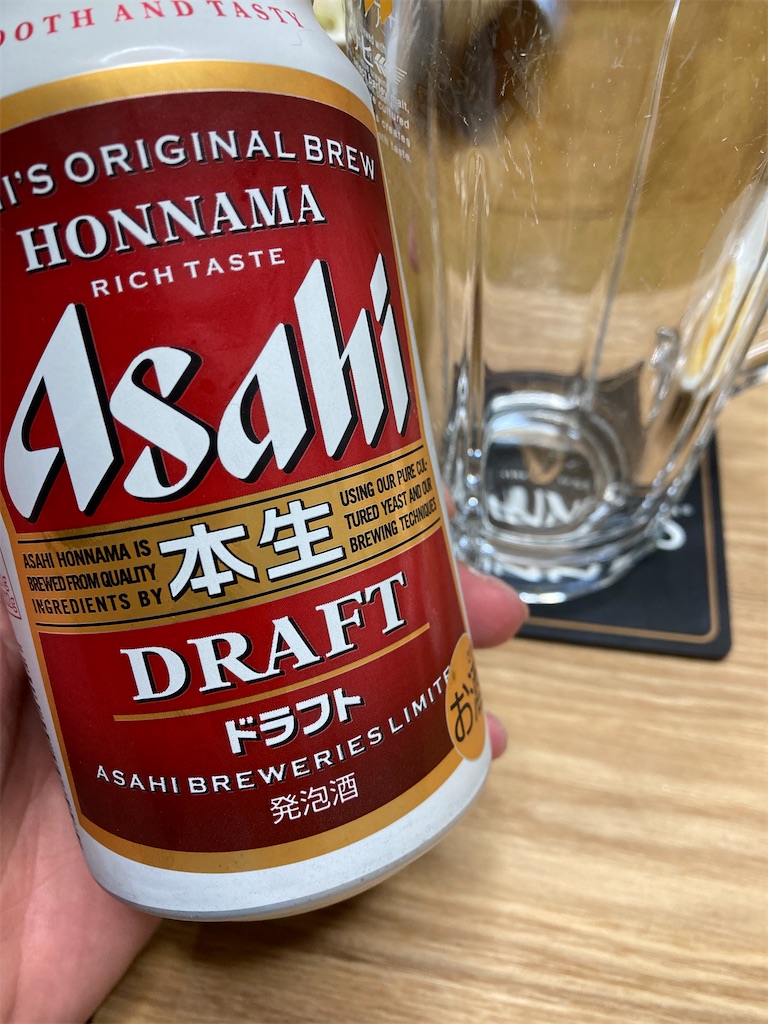 OOTH AND TASTY
I'S ORIGINAL BREW
HONNAMA
RICH TASTE
Asahi
ASAHI HONNAMA IS
BREWED FROM QUALITY
INGREDIENTS BY
本生
USING OUR PURE CUL-
TURED YEAST AND OUR
BREWING TECHNIQUES
DRAFT
ドラフト
ASAHI BREWERIES LIMITE
発泡酒
お